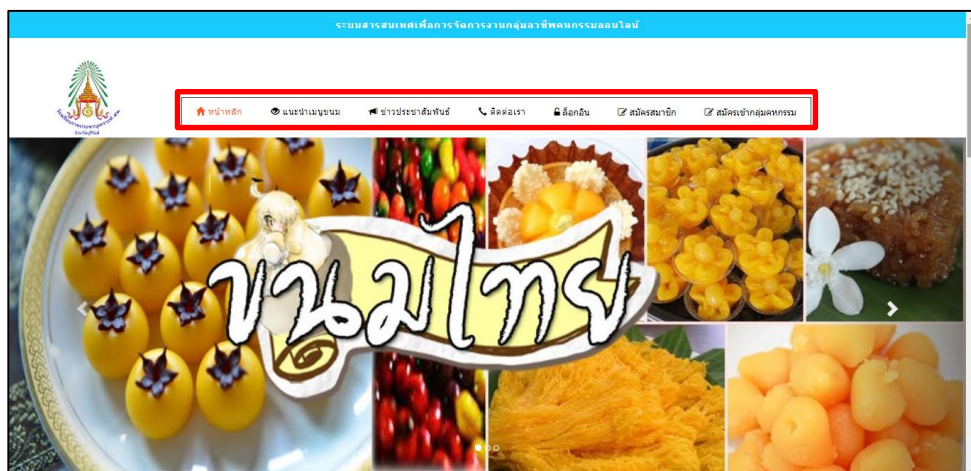 ระบบสารสนเทศเพื่อการจัดการงานกลุ่มอาชีพคหกรรมออนไลน์
หน้าหลัก แนะนำเมนูขนม ข่าวประชาสัมพันธ์ ติดต่อเรา ล็อกอิน สมัครสมาชิก สมัครเข้ากลุ่มคหกรรม
ขนมไทย